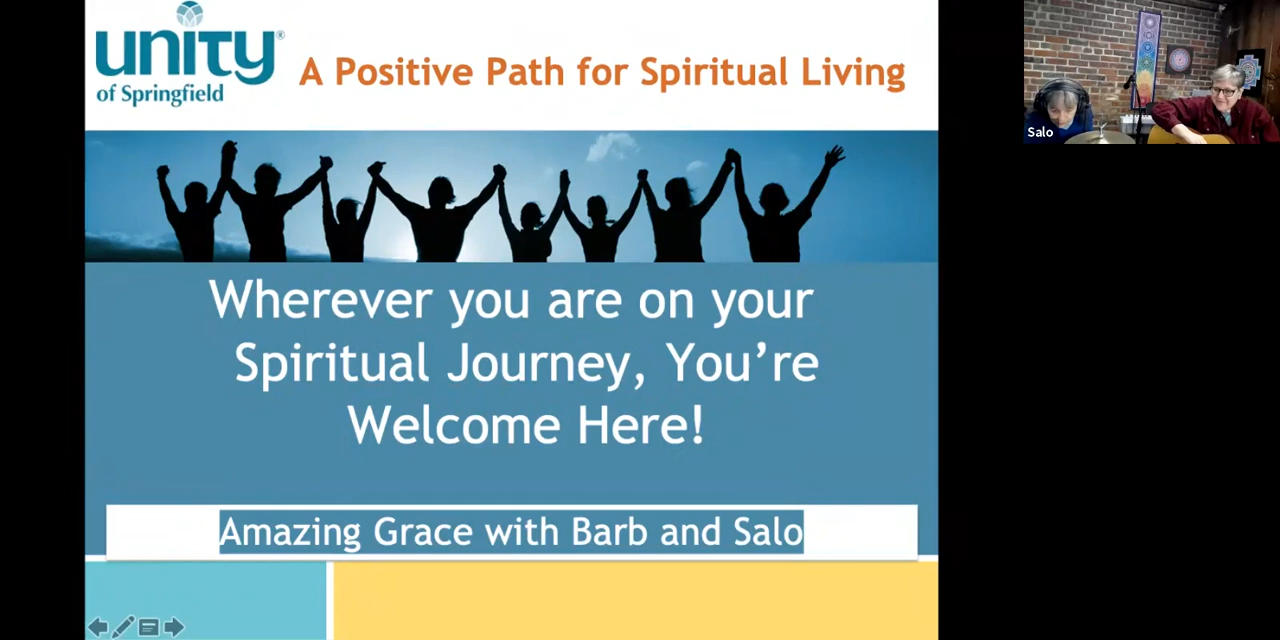 unity®
of Springfield
A Positive Path for Spiritual Living
Salo
Wherever you are on your
Spiritual Journey, You’re
Welcome Here!
Amazing Grace with Barb and Salo